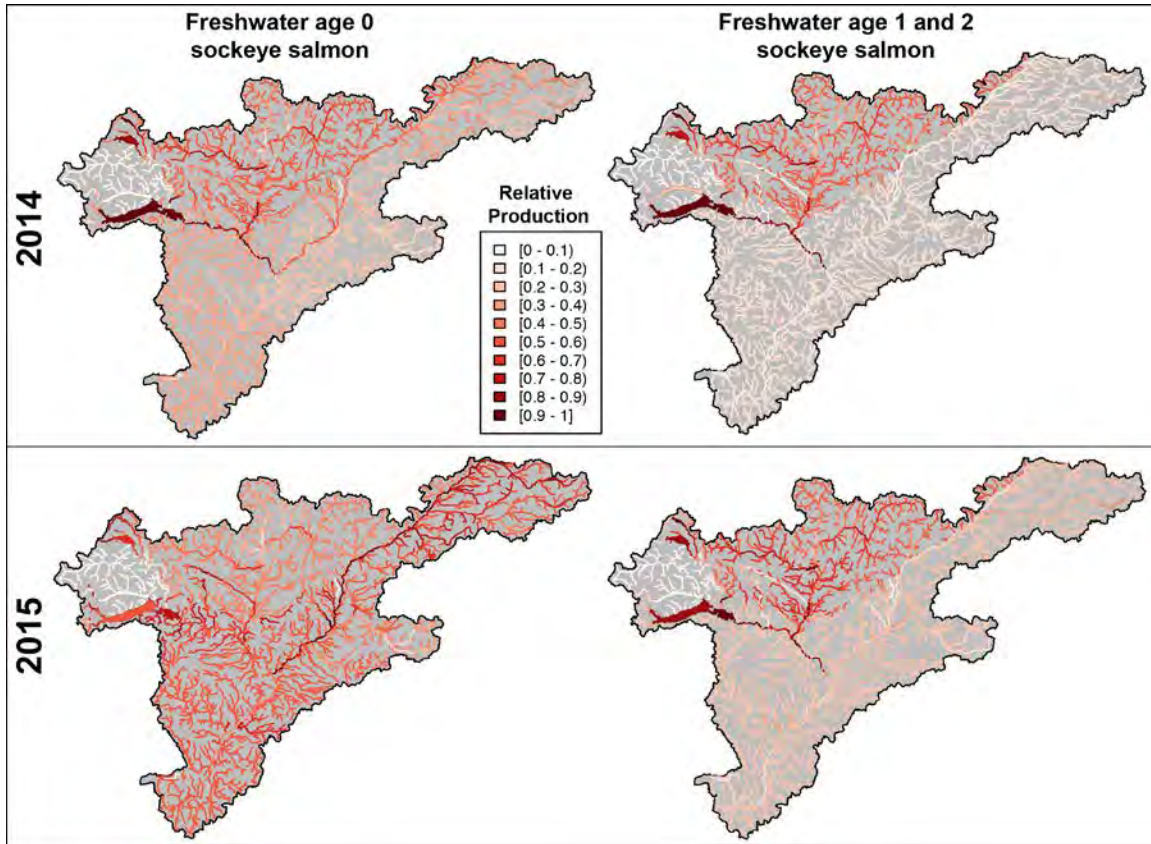 Freshwater age 0
sockeye salmon
Freshwater age 1 and 2
sockeye salmon
2014
Relative
Production
[0 - 0.1)
[0.1 - 0.2)
[0.2 - 0.3)
[0.3 - 0.4)
[0.4 - 0.5)
[0.5 - 0.6)
[0.6 - 0.7)
[0.7 - 0.8)
[0.8 - 0.9)
[0.9 - 1]
2015